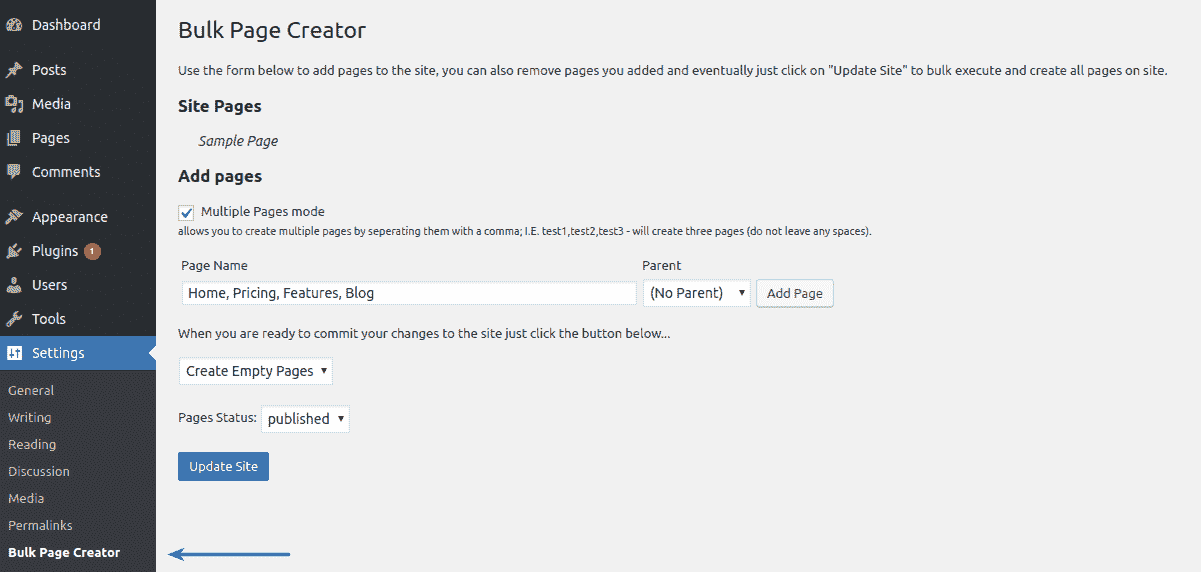 Dashboard
Posts
Media
Pages
Comments
Appearance
Plugins 1
Users
Tools
Settings
General
Writing
Reading
Discussion
Media
Permalinks
Bulk Page Creator
Bulk Page Creator
Use the form below to add pages to the site, you can also remove pages you added and eventually just click on "Update Site" to bulk execute and create all pages on site.
Site Pages
Sample Page
Add pages
Multiple Pages mode
allows you to create multiple pages by seperating them with a comma; I.E. test1,test2,test3 - will create three pages (do not leave any spaces).
Page Name Parent
Home, Pricing, Features, Blog (No Parent) Add Page
When you are ready to commit your changes to the site just click the button below...
Create Empty Pages
Pages Status: published
Update Site